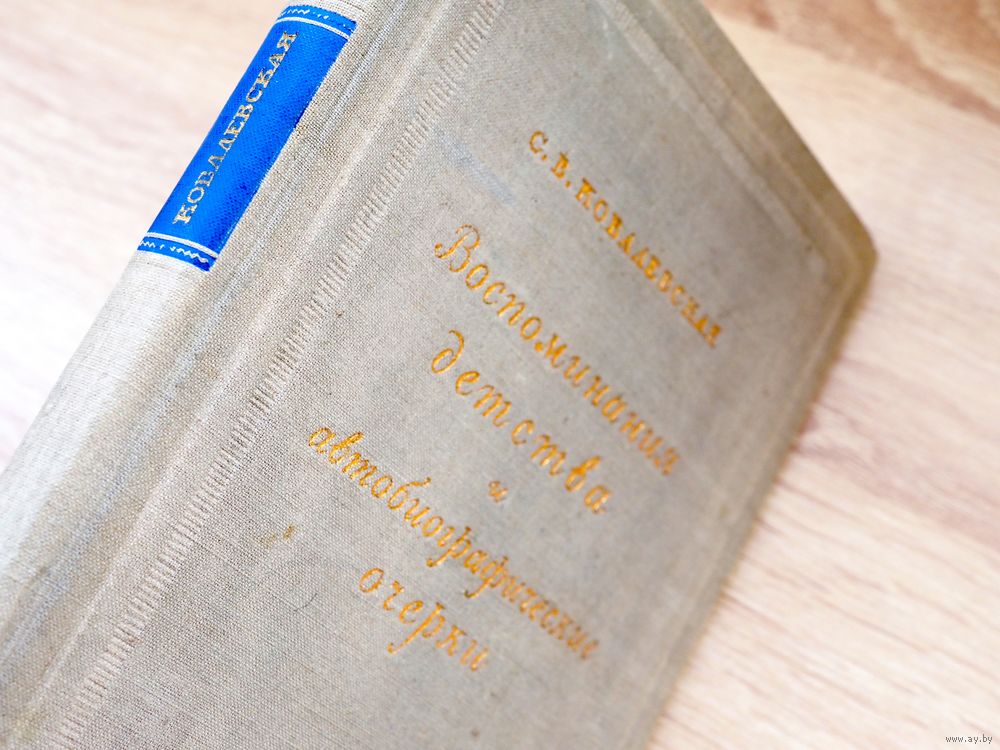 КОВАЛЕВСКАЯ
С. В. КОВАЛЕВСКАЯ
Воспоминания
детства
и
автобиографические
очерки
www.ay.by